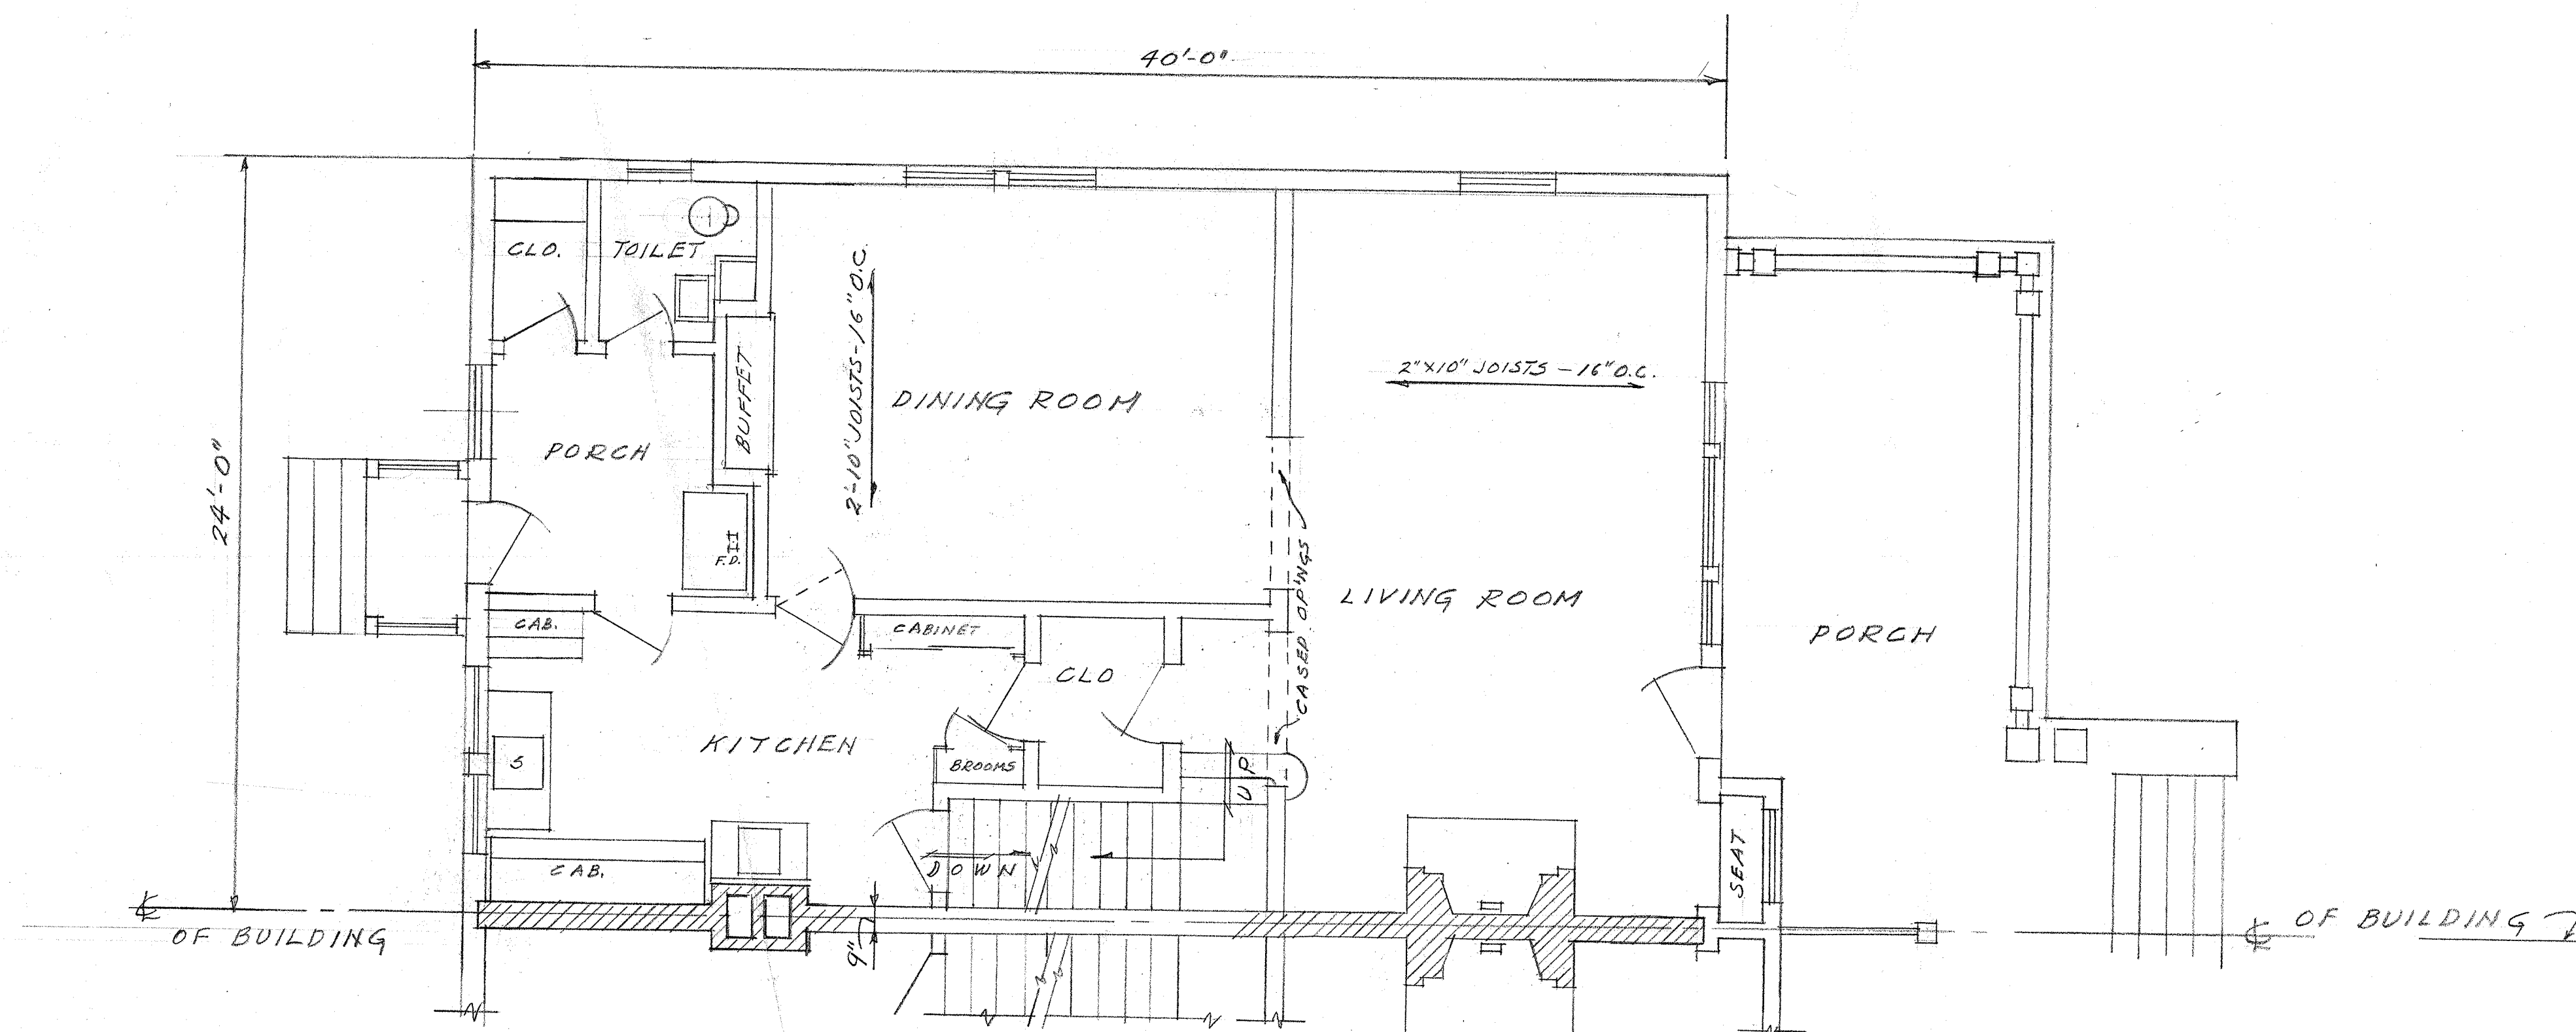 40'-0"
24'-0"
CLO.
TOILET
BUFFET
2'-10" JOISTS-16" O.C.
DINING ROOM
2"X10" JOISTS - 16" O.C.
PORCH
F.D.
CASED OP'NGS
LIVING ROOM
PORCH
CAB.
CABINET
CLO
KITCHEN
S
BROOMS
UP
DOWN
CAB.
SEAT
9"
℄
OF BUILDING
℄ OF BUILDING